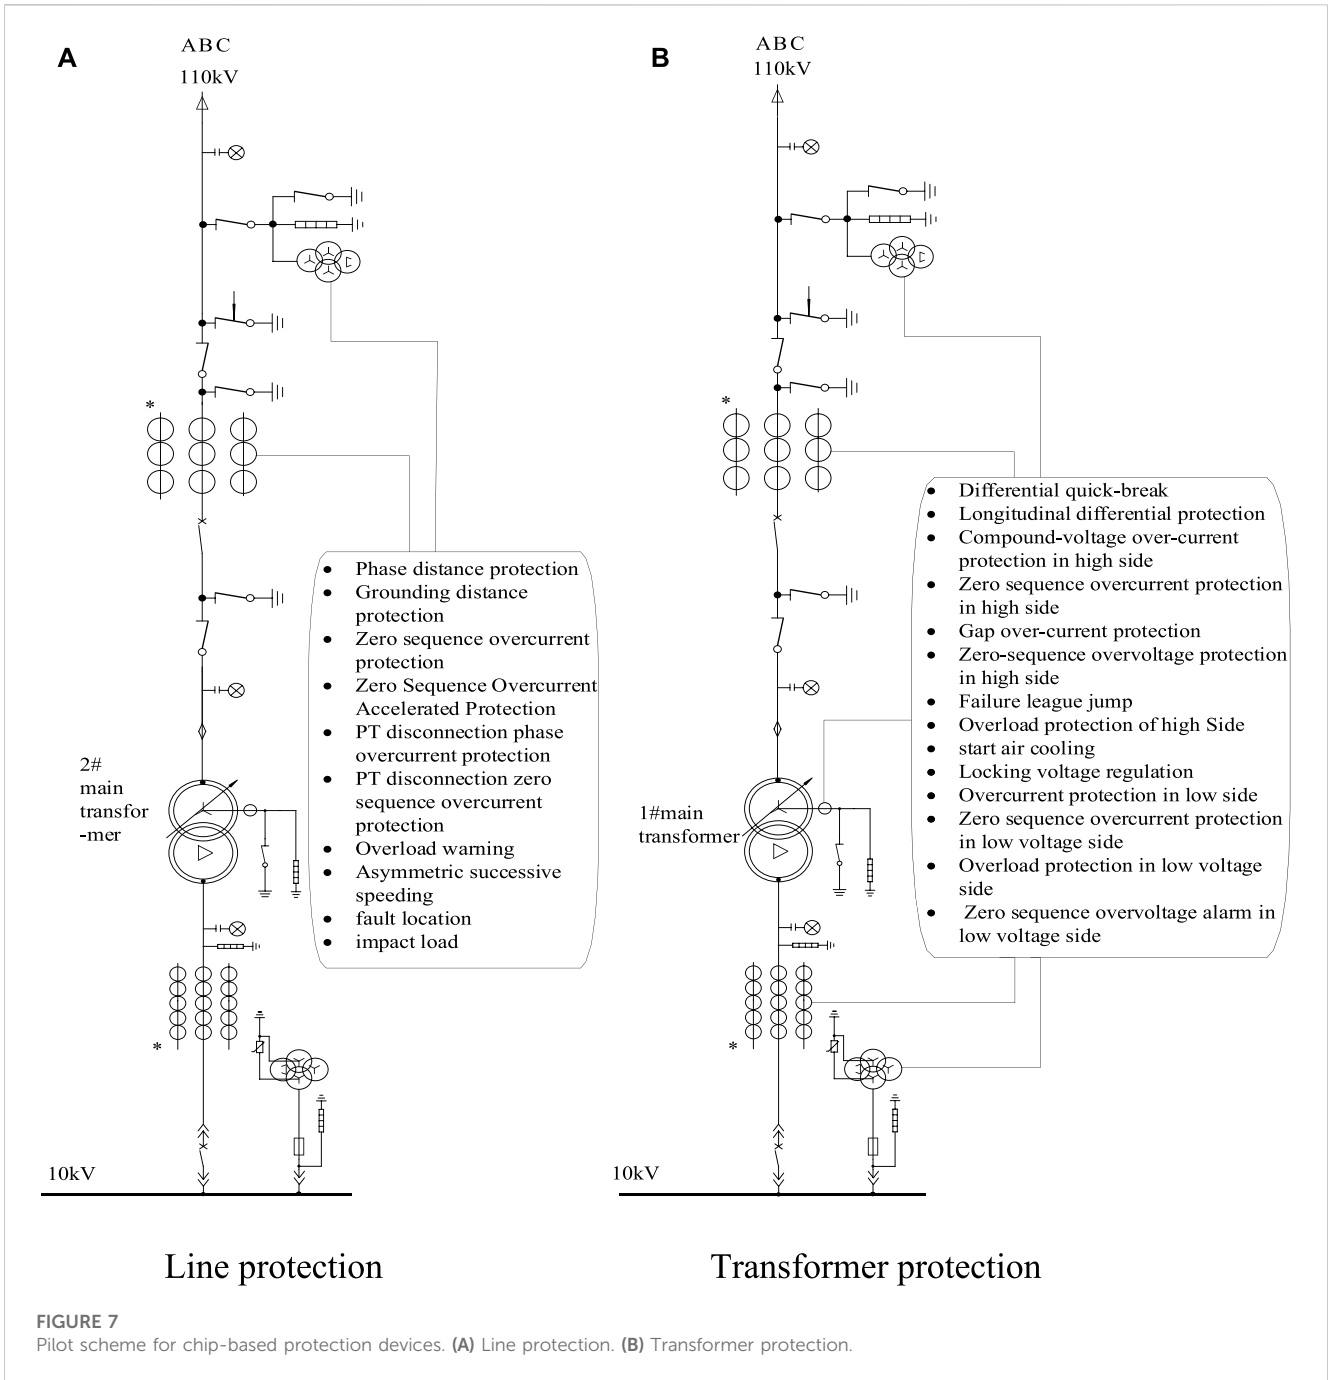 A
ABC
110kV
*
2#
main
transfor
-mer
• Phase distance protection
• Grounding distance
protection
• Zero sequence overcurrent
protection
• Zero Sequence Overcurrent
Accelerated Protection
• PT disconnection phase
overcurrent protection
• PT disconnection zero
sequence overcurrent
protection
• Overload warning
• Asymmetric successive
speeding
• fault location
• impact load
*
10kV
Line protection
B
ABC
110kV
*
1#main
transformer
• Differential quick-break
• Longitudinal differential protection
• Compound-voltage over-current
protection in high side
• Zero sequence overcurrent protection
in high side
• Gap over-current protection
• Zero-sequence overvoltage protection
in high side
• Failure league jump
• Overload protection of high Side
• start air cooling
• Locking voltage regulation
• Overcurrent protection in low side
• Zero sequence overcurrent protection
in low voltage side
• Overload protection in low voltage
side
• Zero sequence overvoltage alarm in
low voltage side
*
10kV
Transformer protection
FIGURE 7
Pilot scheme for chip-based protection devices. (A) Line protection. (B) Transformer protection.